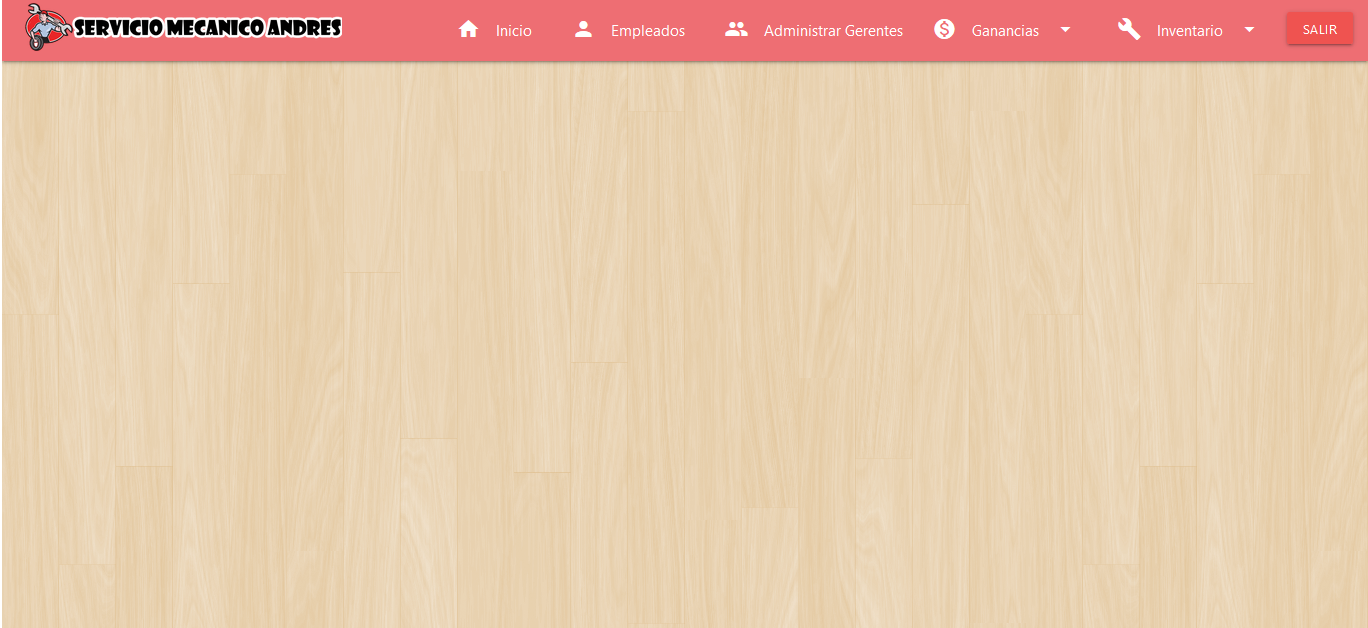 SERVICIO MECANICO ANDRES
Inicio
Empleados
Administrar Gerentes
Ganancias
Inventario
SALIR